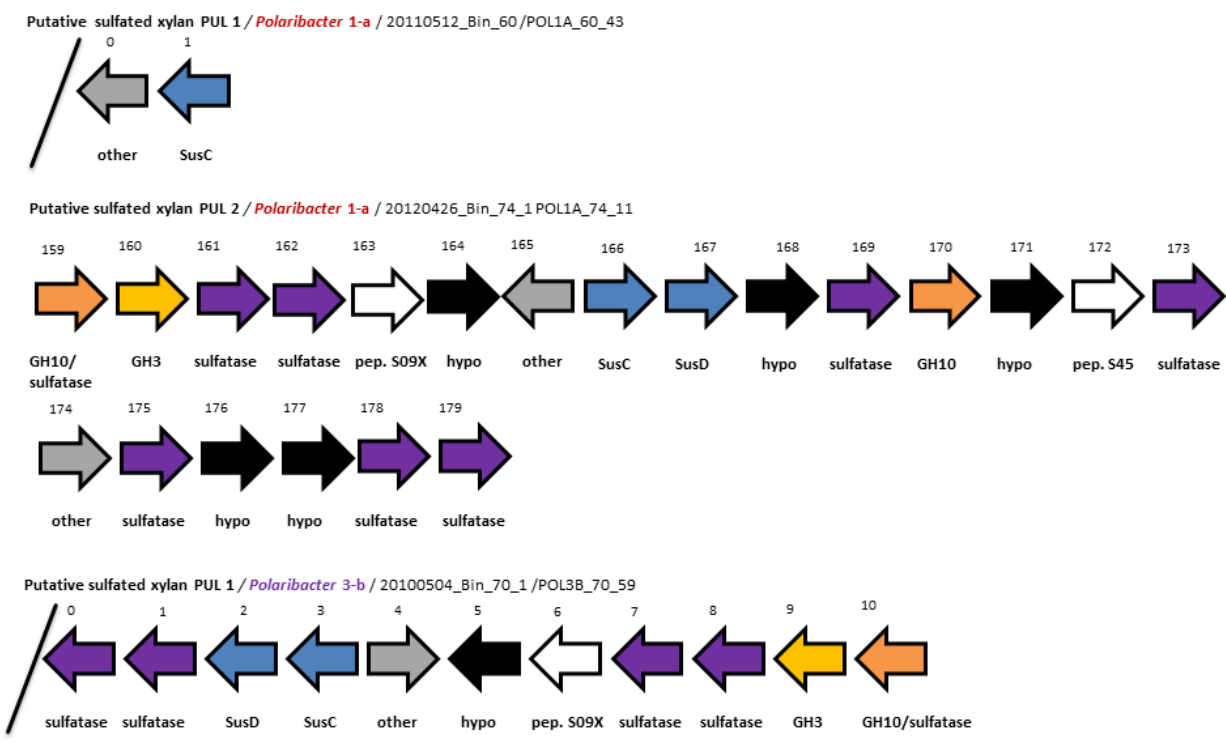 Putative sulfated xylan PUL 1 / Polaribacter 1-a / 20110512_Bin_60 /POL1A_60_43
0 1
other SusC
Putative sulfated xylan PUL 2 / Polaribacter 1-a / 20120426_Bin_74_1 POL1A_74_11
159 160 161 162 163 164 165 166 167 168 169 170 171 172 173
GH10/ GH3 sulfatase sulfatase pep. S09X hypo other SusC SusD hypo sulfatase GH10 hypo pep. S45 sulfatase
sulfatase
174 175 176 177 178 179
other sulfatase hypo hypo sulfatase sulfatase
Putative sulfated xylan PUL 1 / Polaribacter 3-b / 20100504_Bin_70_1 /POL3B_70_59
0 1 2 3 4 5 6 7 8 9 10
sulfatase sulfatase SusD SusC other hypo pep. S09X sulfatase sulfatase GH3 GH10/sulfatase